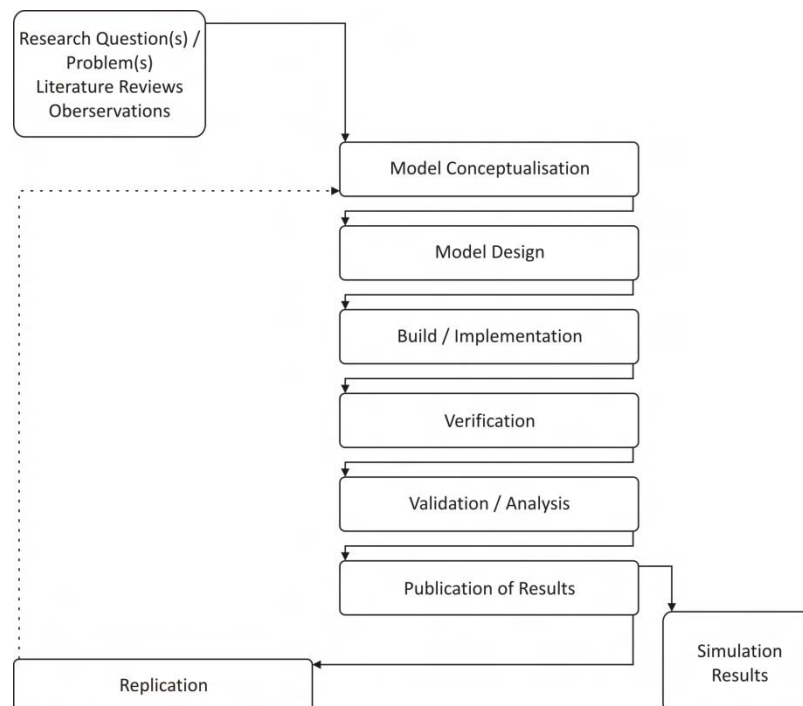 Research Question(s) /
Problem(s)
Literature Reviews
Oberservations
Model Conceptualisation
Model Design
Build / Implementation
Verification
Validation / Analysis
Publication of Results
Simulation
Results
Replication